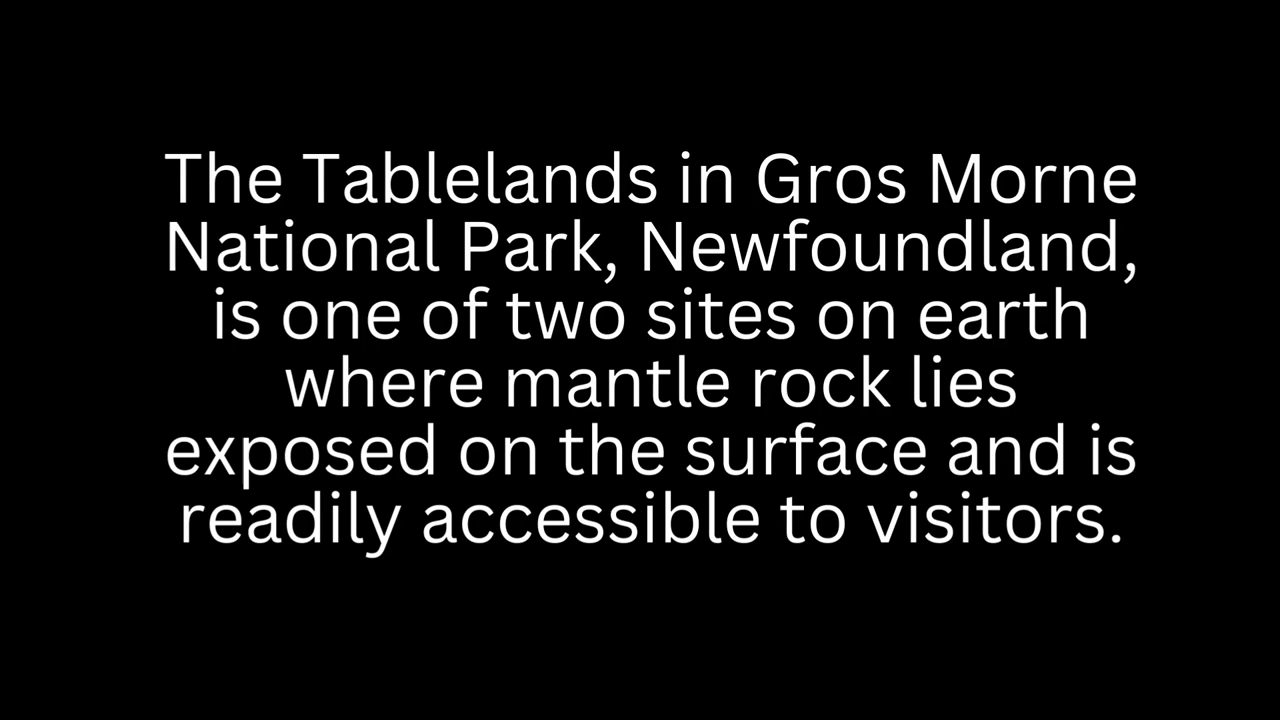 The Tablelands in Gros Morne
National Park, Newfoundland,
is one of two sites on earth
where mantle rock lies
exposed on the surface and is
readily accessible to visitors.